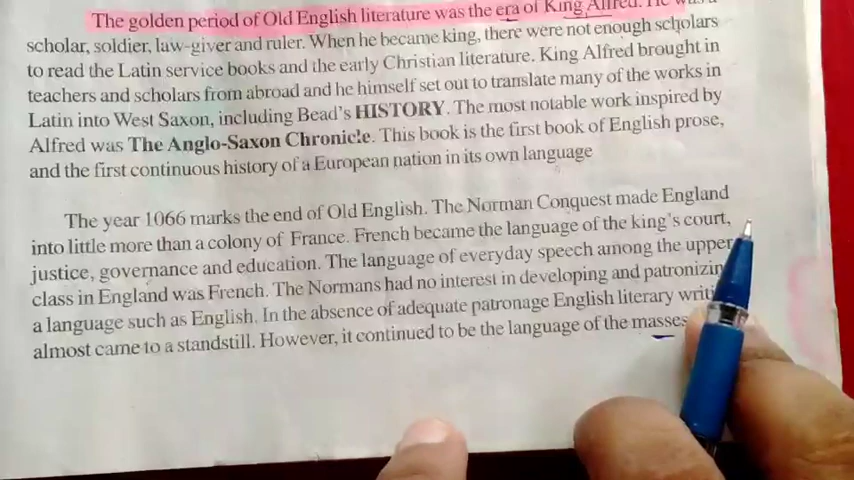 The golden period of Old English literature was the era of King Alfred. He was a
scholar, soldier, law-giver and ruler. When he became king, there were not enough scholars
to read the Latin service books and the early Christian literature. King Alfred brought in
teachers and scholars from abroad and he himself set out to translate many of the works in
Latin into West Saxon, including Bead's HISTORY. The most notable work inspired by
Alfred was The Anglo-Saxon Chronicle. This book is the first book of English prose,
and the first continuous history of a European nation in its own language
The year 1066 marks the end of Old English. The Norman Conquest made England
into little more than a colony of France. French became the language of the king's court,
justice, governance and education. The language of everyday speech among the upper
class in England was French. The Normans had no interest in developing and patronizin
a language such as English. In the absence of adequate patronage English literary writi
almost came to a standstill. However, it continued to be the language of the masses